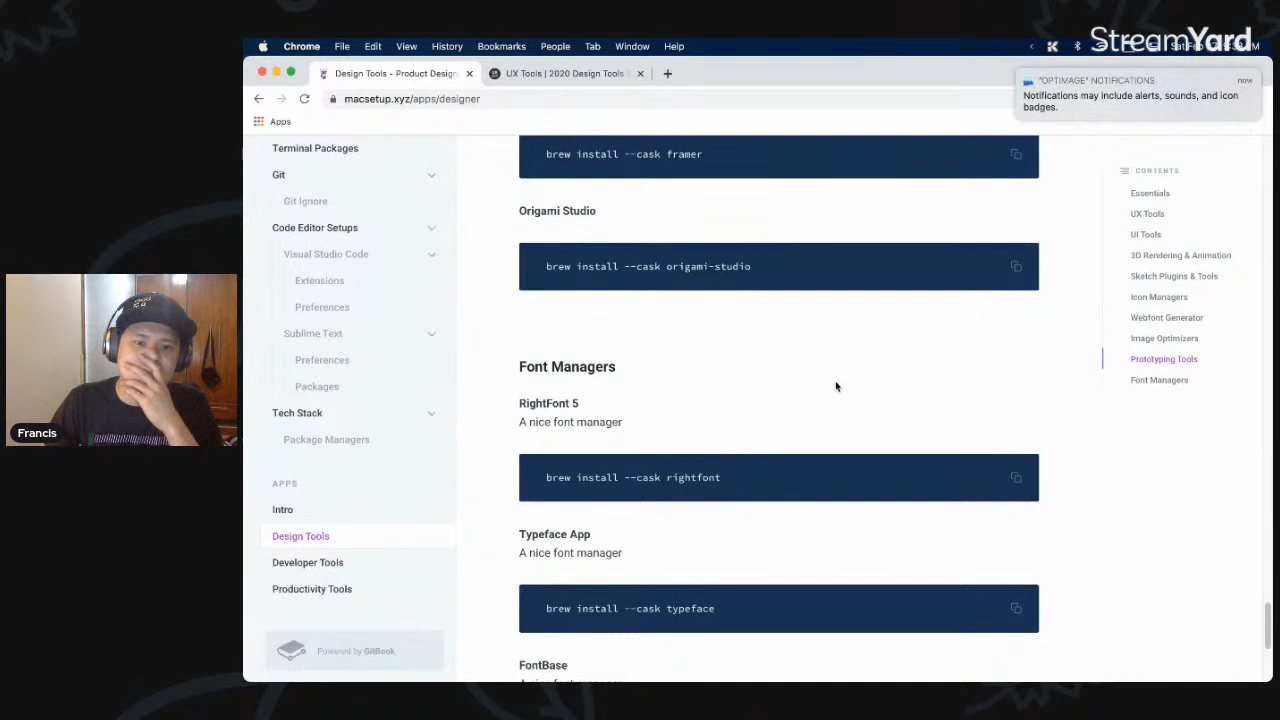 StreamYard
Chrome File Edit View History Bookmarks People Tab Window Help
Design Tools - Product Design
UX Tools | 2020 Design Tools
"OPTIMAGE" NOTIFICATIONS now
Notifications may include alerts, sounds, and icon
badges.
macsetup.xyz/apps/designer
Apps
Terminal Packages
Git
Git Ignore
Code Editor Setups
Visual Studio Code
Extensions
Preferences
Sublime Text
Preferences
Packages
Tech Stack
Package Managers
APPS
Intro
Design Tools
Developer Tools
Productivity Tools
Powered by GitBook
brew install --cask framer
Origami Studio
brew install --cask origami-studio
Font Managers
RightFont 5
A nice font manager
brew install --cask rightfont
Typeface App
A nice font manager
brew install --cask typeface
FontBase
CONTENTS
Essentials
UX Tools
UI Tools
3D Rendering & Animation
Sketch Plugins & Tools
Icon Managers
Webfont Generator
Image Optimizers
Prototyping Tools
Font Managers
Francis